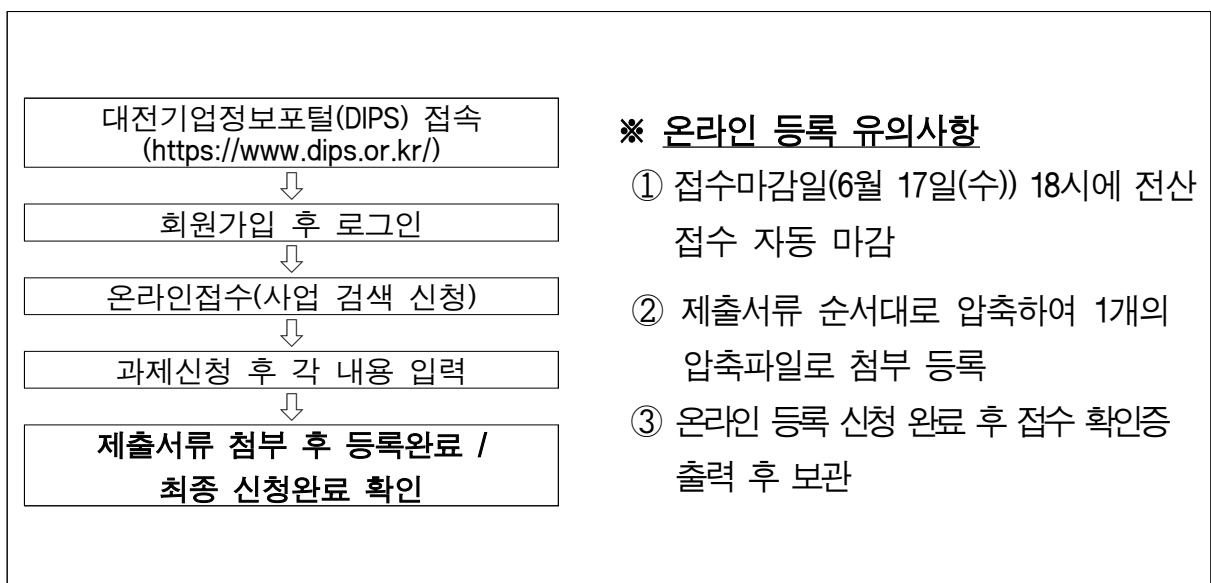 대전기업정보포털(DIPS) 접속
(https://www.dips.or.kr/)
⇩
회원가입 후 로그인
⇩
온라인접수(사업 검색 신청)
⇩
과제신청 후 각 내용 입력
⇩
제출서류 첨부 후 등록완료 /
최종 신청완료 확인
※ 온라인 등록 유의사항
① 접수마감일(6월 17일(수)) 18시에 전산
접수 자동 마감
② 제출서류 순서대로 압축하여 1개의
압축파일로 첨부 등록
③ 온라인 등록 신청 완료 후 접수 확인증
출력 후 보관